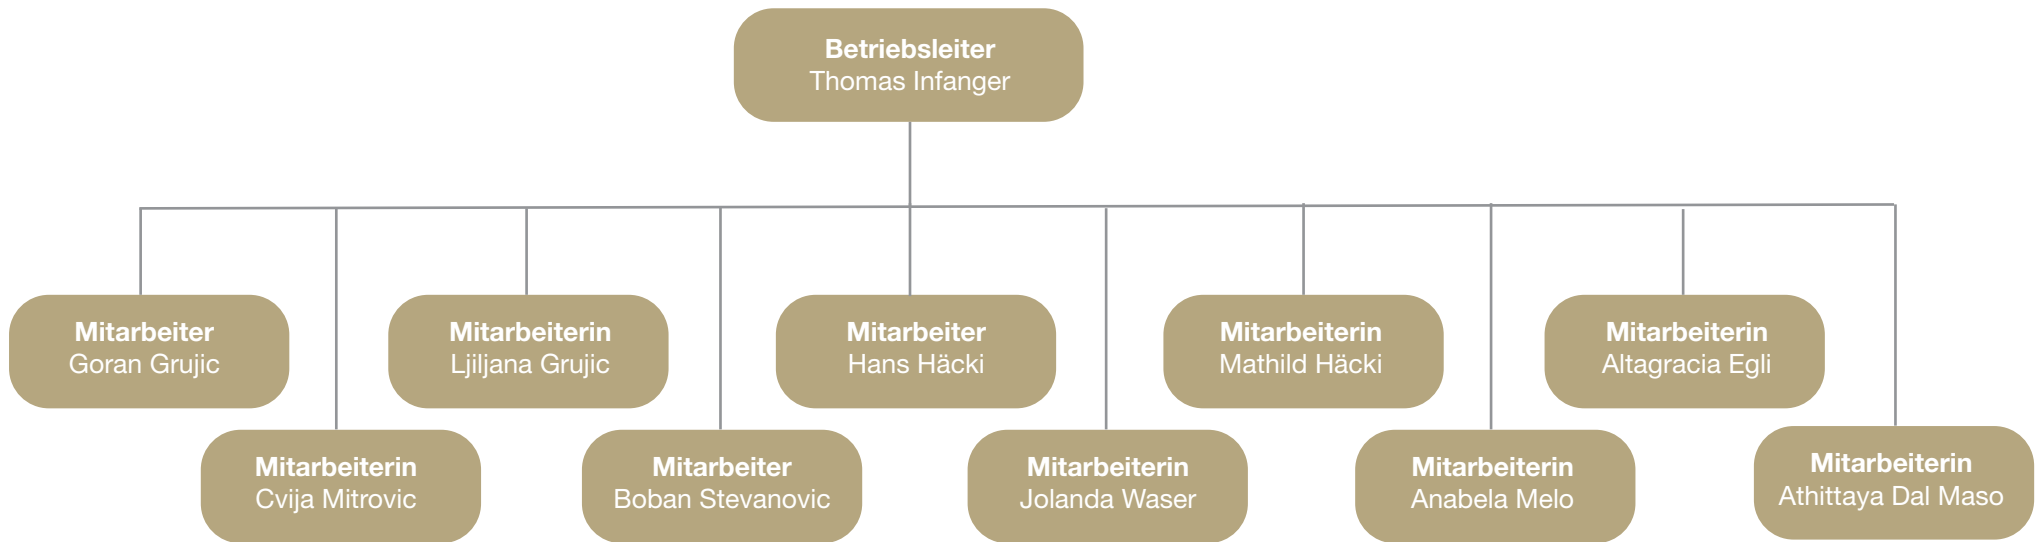 Betriebsleiter
Thomas Infanger
Mitarbeiter
Goran Grujic
Mitarbeiterin
Ljiljana Grujic
Mitarbeiter
Hans Häcki
Mitarbeiterin
Mathild Häcki
Mitarbeiterin
Altagracia Egli
Mitarbeiterin
Cvija Mitrovic
Mitarbeiter
Boban Stevanovic
Mitarbeiterin
Jolanda Waser
Mitarbeiterin
Anabela Melo
Mitarbeiterin
Athittaya Dal Maso